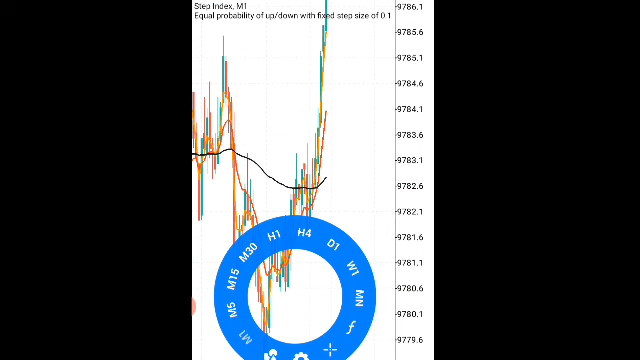 Step Index, M1
Equal probability of up/down with fixed step size of 0.1
9786.1
9785.6
9785.1
9784.6
9784.1
9783.6
9783.1
9782.6
9782.1
9781.6
9781.1
9780.6
9780.1
9779.6
M1
M5
M15
M30
H1
H4
D1
W1
MN
f